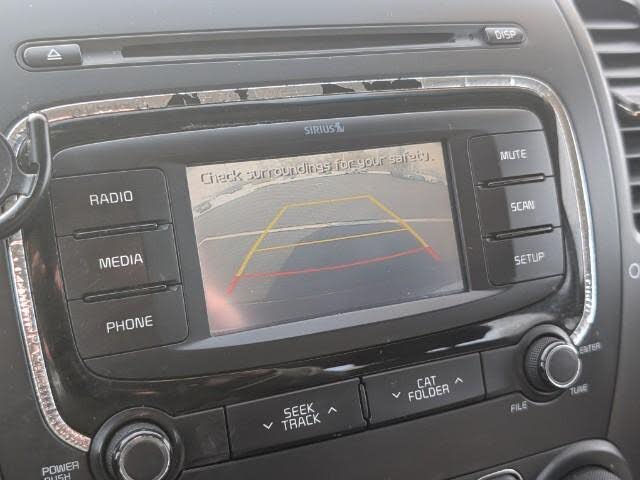 DISP
SIRIUS
Check surroundings for your safety.
RADIO
MUTE
MEDIA
SCAN
PHONE
SETUP
ENTER
SEEK
TRACK
CAT
FOLDER
FILE
TUNE
POWER
PUSH